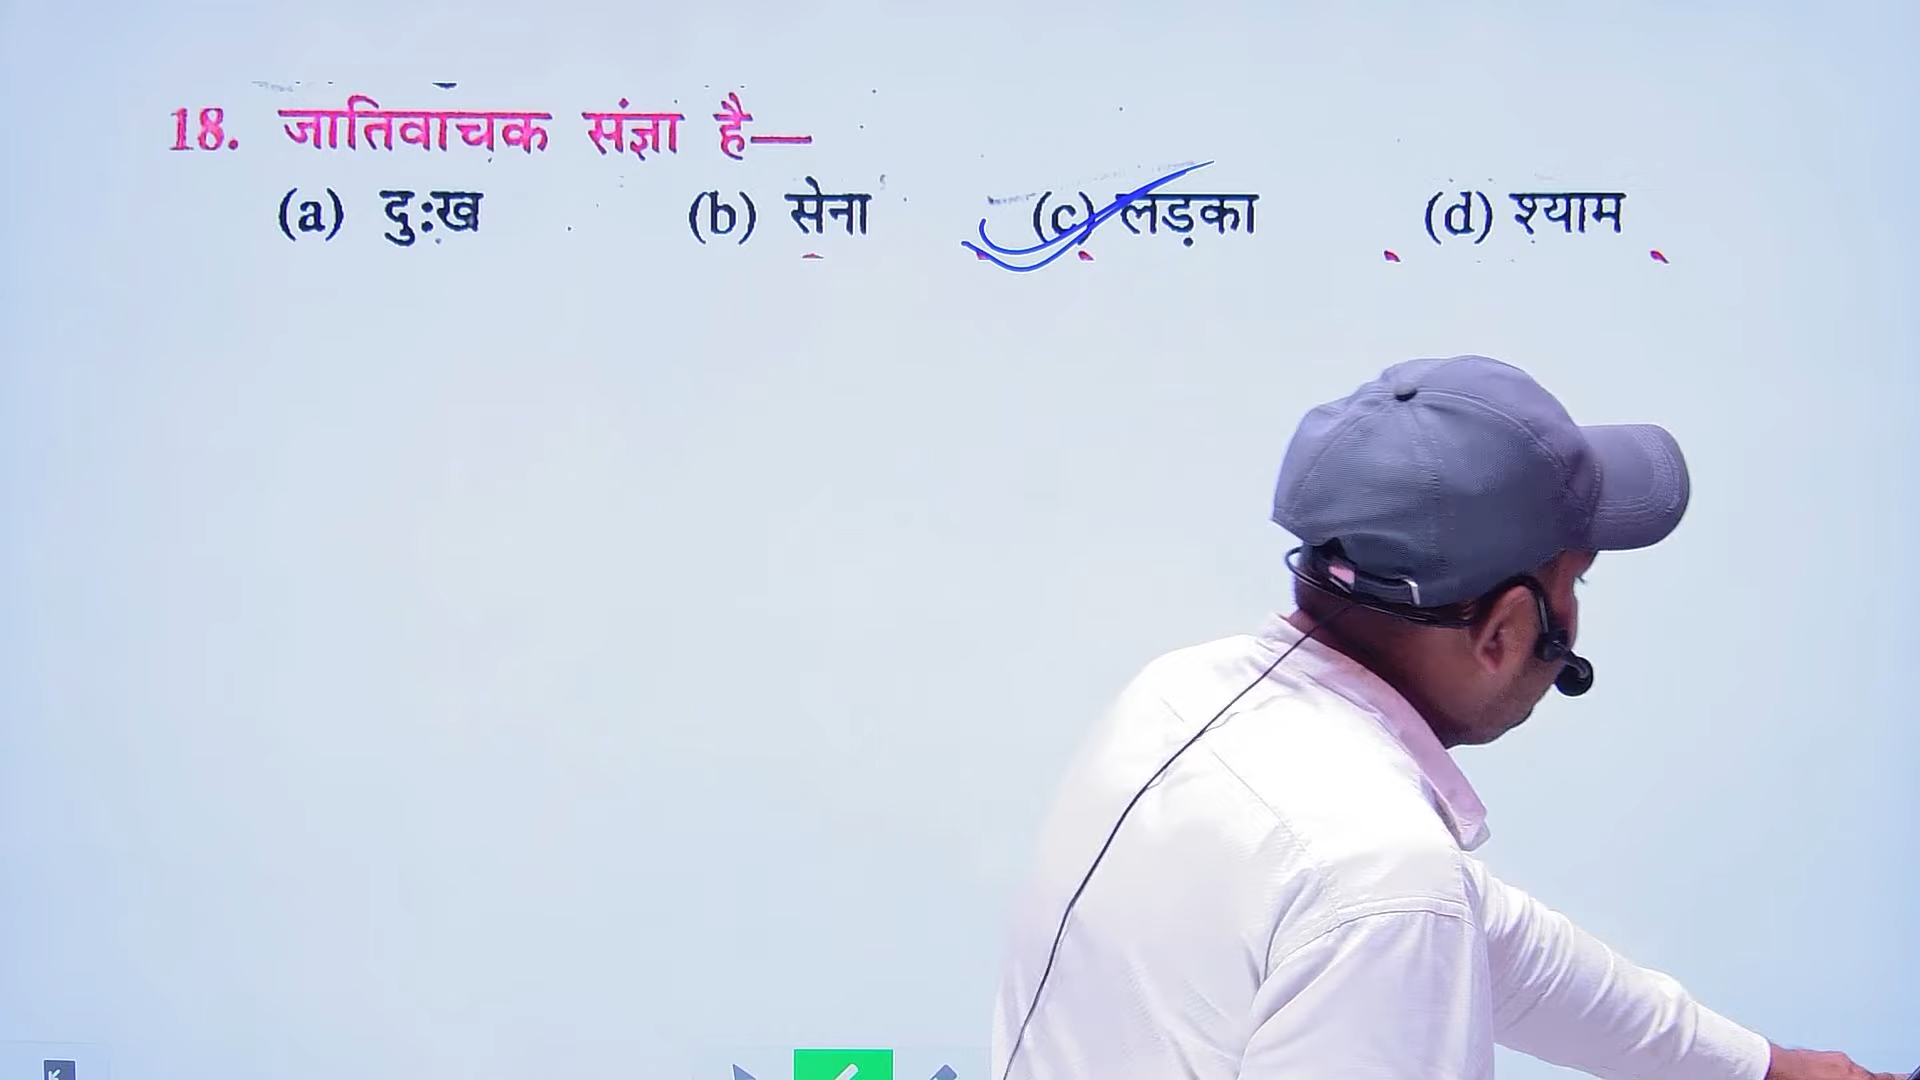 18. जातिवाचक संज्ञा है—
(a) दुःख (b) सेना (c) लड़का (d) श्याम